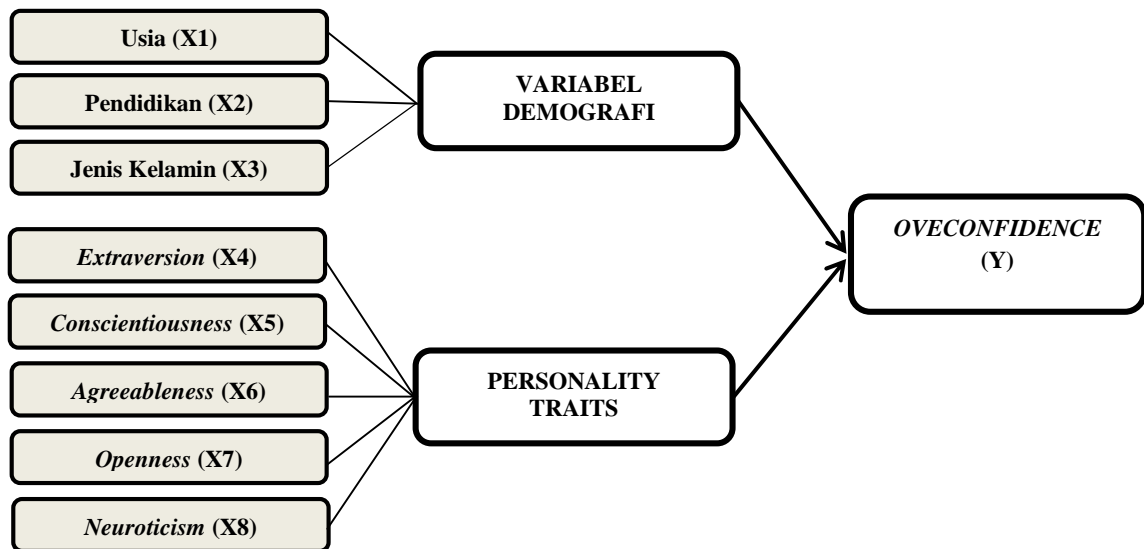 Usia (X1)
Pendidikan (X2)
Jenis Kelamin (X3)
VARIABEL
DEMOGRAFI
Extraversion (X4)
Conscientiousness (X5)
Agreeableness (X6)
Openness (X7)
Neuroticism (X8)
PERSONALITY
TRAITS
OVECONFIDENCE
(Y)